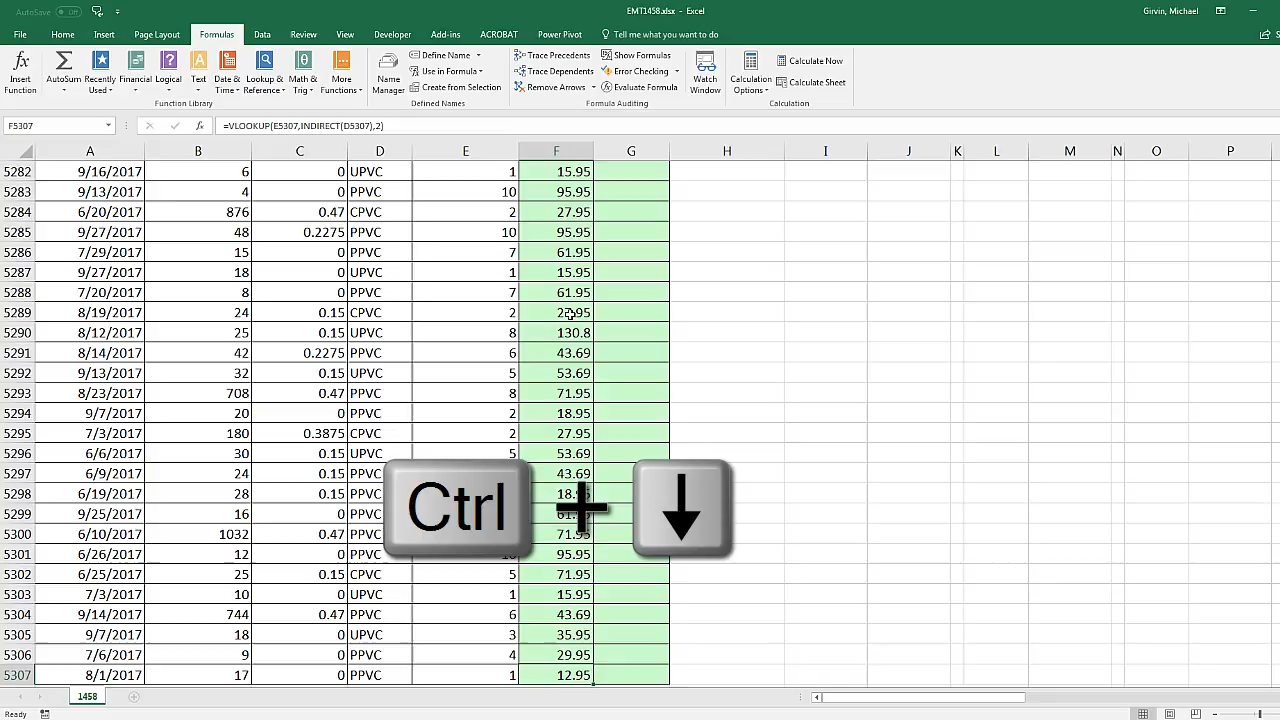 AutoSave Off
EMT1458.xlsx - Excel
Girvin, Michael
File Home Insert Page Layout Formulas Data Review View Developer Add-ins ACROBAT Power Pivot Tell me what you want to do
Insert Function
AutoSum
Recently Used
Financial
Logical
Text
Date & Time
Lookup & Reference
Math & Trig
More Functions
Function Library
Name Manager
Define Name
Use in Formula
Create from Selection
Defined Names
Trace Precedents
Trace Dependents
Remove Arrows
Show Formulas
Error Checking
Evaluate Formula
Formula Auditing
Watch Window
Calculation Options
Calculate Now
Calculate Sheet
Calculation
F5307 fx =VLOOKUP(E5307,INDIRECT(D5307),2)
A B C D E F G H I J K L M N O P
5282 9/16/2017 6 0 UPVC 1 15.95
5283 9/13/2017 4 0 PPVC 10 95.95
5284 6/20/2017 876 0.47 CPVC 2 27.95
5285 9/27/2017 48 0.2275 PPVC 10 95.95
5286 7/29/2017 15 0 PPVC 7 61.95
5287 9/27/2017 18 0 UPVC 1 15.95
5288 7/20/2017 8 0 PPVC 7 61.95
5289 8/19/2017 24 0.15 CPVC 2
5290 8/12/2017 25 0.15 UPVC 8 130.8
5291 8/14/2017 42 0.2275 PPVC 6 43.69
5292 9/13/2017 32 0.15 UPVC 5 53.69
5293 8/23/2017 708 0.47 PPVC 8 71.95
5294 9/7/2017 20 0 PPVC 2 18.95
5295 7/3/2017 180 0.3875 CPVC 2 27.95
5296 6/6/2017 30 0.15 UPVC 5 53.69
5297 6/9/2017 24 0.15 PPVC 43.69
5298 6/19/2017 28 0.15 PPVC
5299 9/25/2017 16 0 PPVC
5300 6/10/2017 1032 0.47 PPVC
5301 6/26/2017 12 0 PPVC 95.95
5302 6/25/2017 25 0.15 CPVC 5 71.95
5303 7/3/2017 10 0 UPVC 1 15.95
5304 9/14/2017 744 0.47 PPVC 6 43.69
5305 9/7/2017 18 0 UPVC 3 35.95
5306 7/6/2017 9 0 PPVC 4 29.95
5307 8/1/2017 17 0 PPVC 1 12.95
Ctrl + ↓
1458
Ready